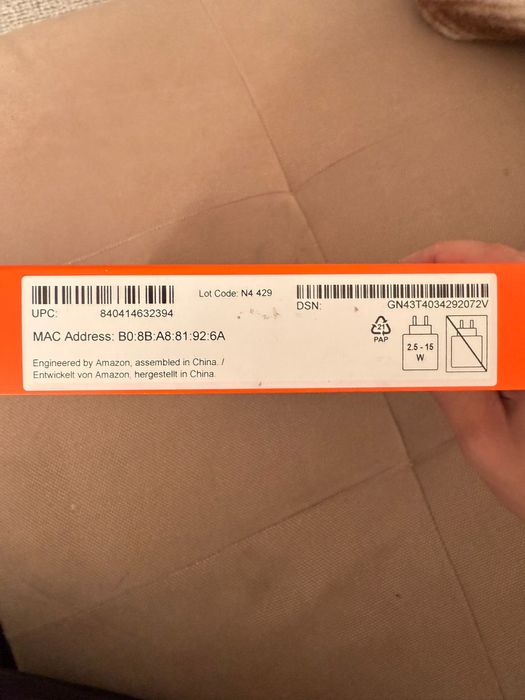 Lot Code: N4 429
UPC: 840414632394
DSN: GN43T4034292072V
MAC Address: B0:8B:A8:81:92:6A
21
PAP
2.5 - 15
W
Engineered by Amazon, assembled in China. /
Entwickelt von Amazon, hergestellt in China.